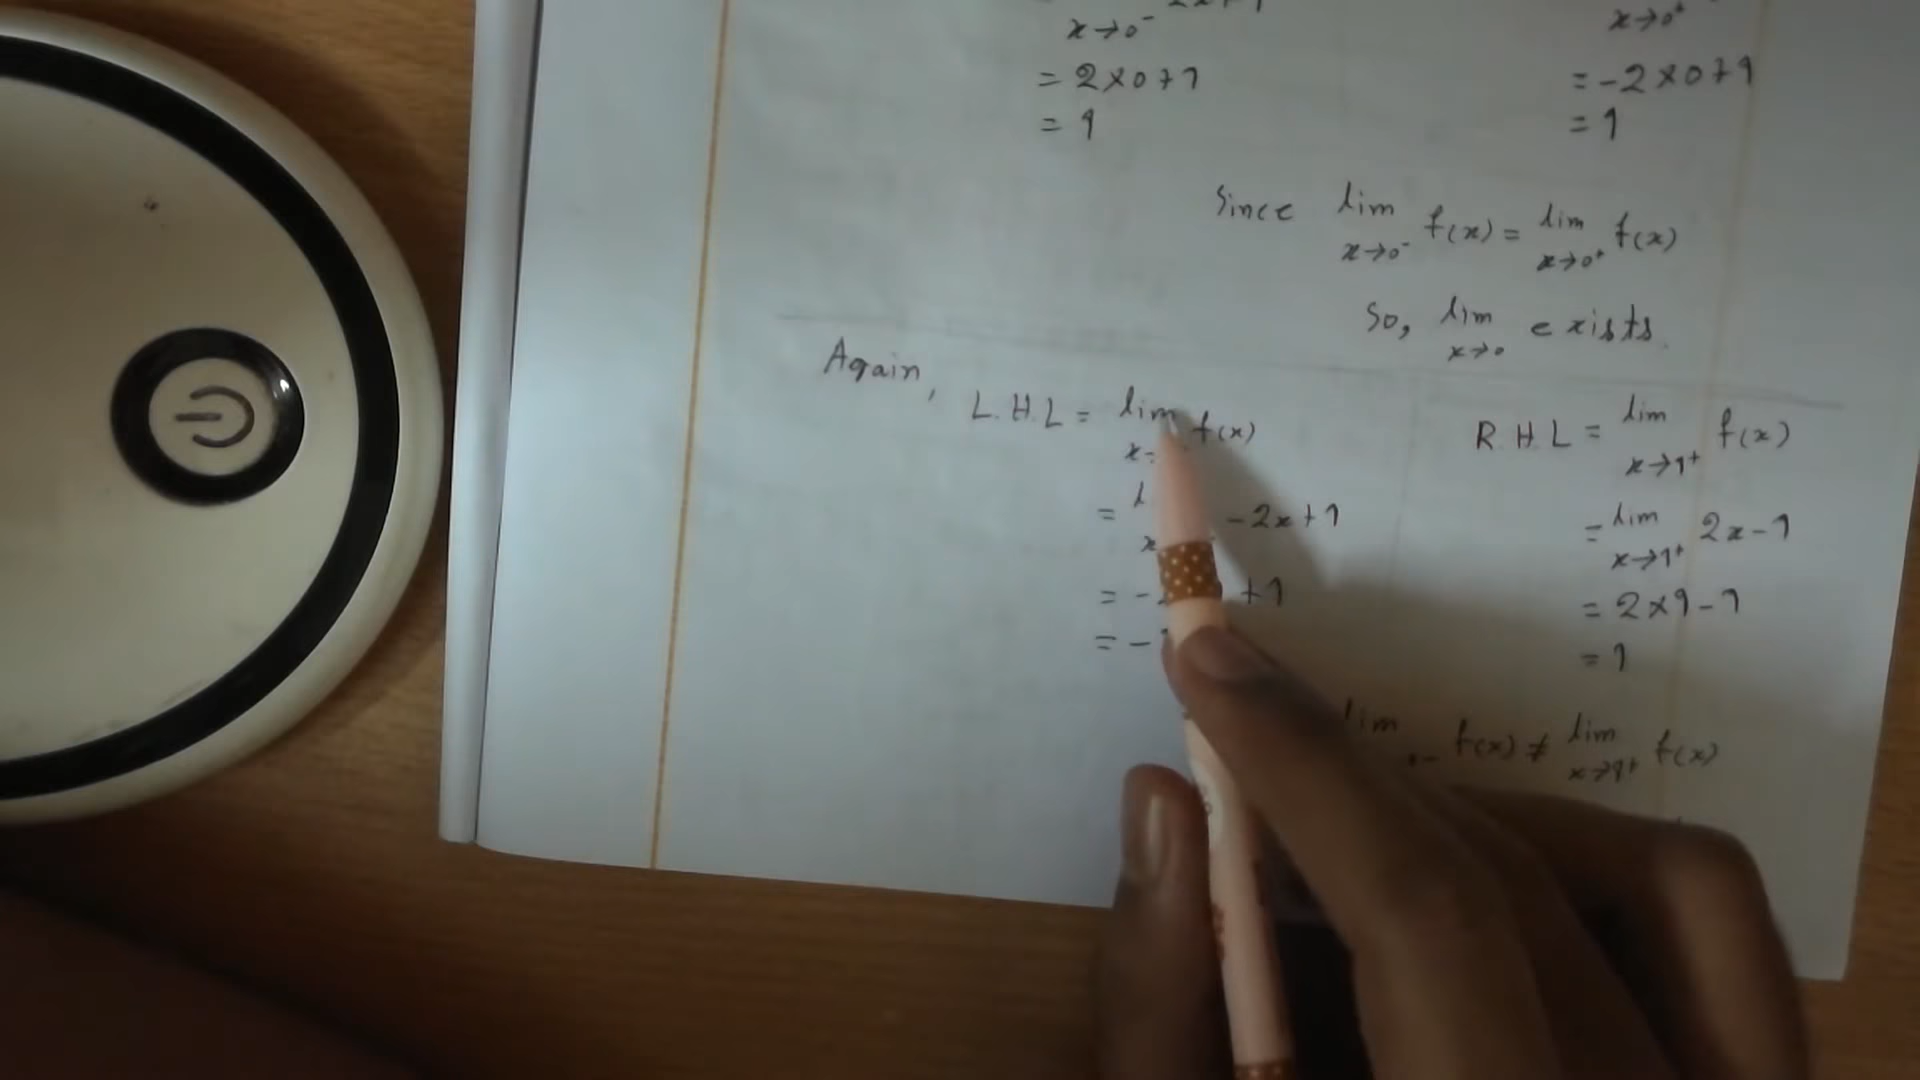 x→0⁻ x→0⁺
= 2×0+1 = -2×0+1
= 1 = 1
Since lim x→0⁻ f(x) = lim x→0⁺ f(x)
So, lim x→0 exists.
Again,
L.H.L = lim f(x) R.H.L = lim x→1⁺ f(x)
= -2x+1 = lim x→1⁺ 2x-1
= - +1 = 2×1-1
= - = 1
lim f(x) ≠ lim x→1⁺ f(x)